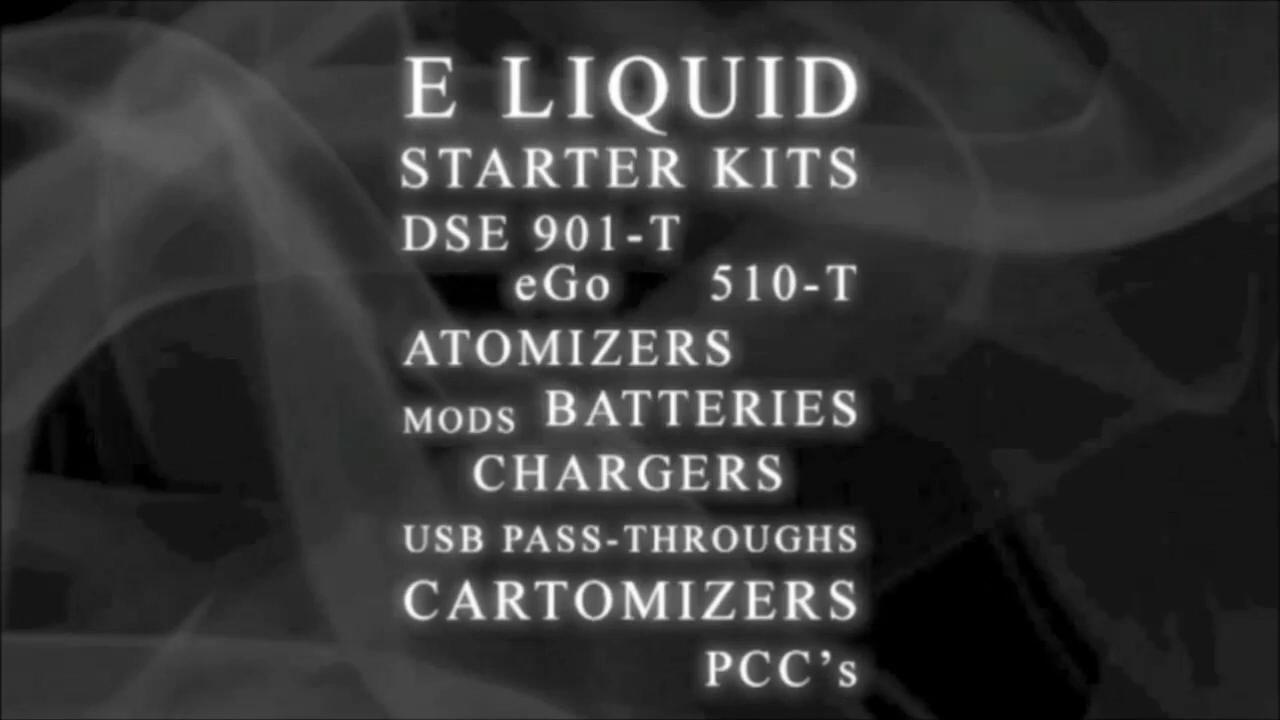 E LIQUID
STARTER KITS
DSE 901-T
eGo 510-T
ATOMIZERS
MODS BATTERIES
CHARGERS
USB PASS-THROUGHS
CARTOMIZERS
PCC's